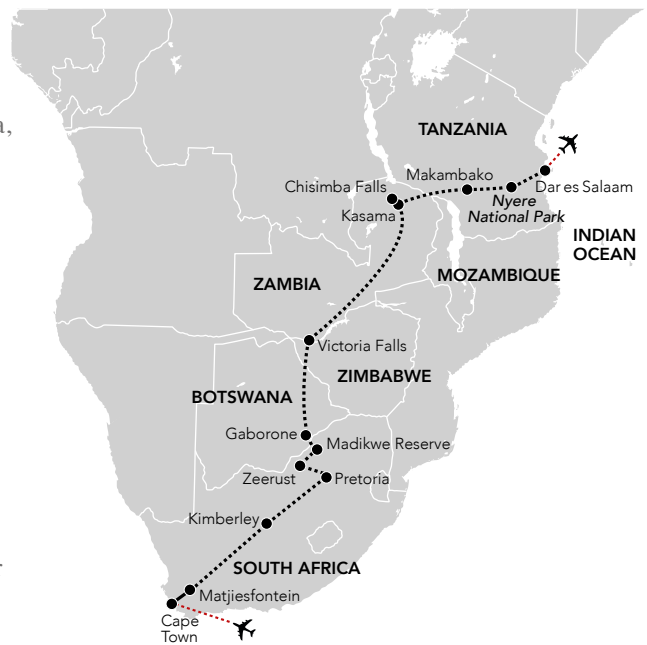 a,
TANZANIA
Makambako
Chisimba Falls
Dar es Salaam
Nyere
National Park
Kasama
INDIAN
OCEAN
MOZAMBIQUE
ZAMBIA
Victoria Falls
ZIMBABWE
BOTSWANA
Gaborone
Madikwe Reserve
Zeerust
Pretoria
Kimberley
SOUTH AFRICA
Matjiesfontein
Cape
Town